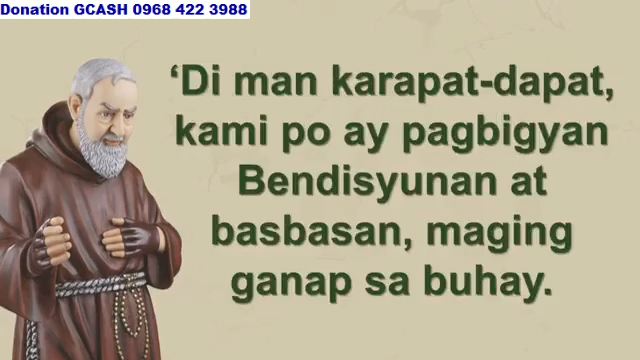 Donation GCASH 0968 422 3988
‘Di man karapat-dapat,
kami po ay pagbigyan
Bendisyunan at
basbasan, maging
ganap sa buhay.